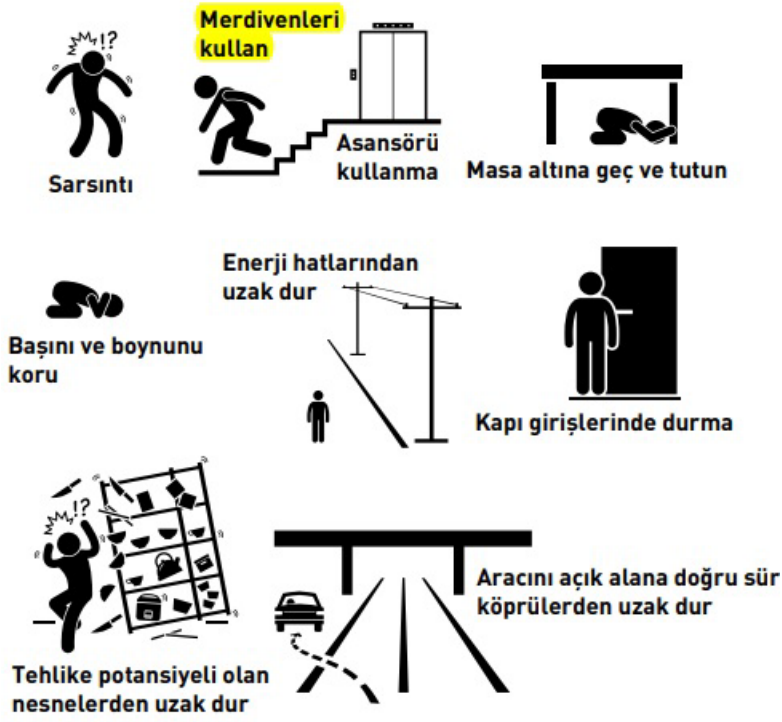 !?
Merdivenleri
kullan
Asansörü
kullanma
Sarsıntı
Masa altına geç ve tutun
Enerji hatlarından
uzak dur
Başını ve boynunu
koru
Kapı girişlerinde durma
!?
Aracını açık alana doğru sür
köprülerden uzak dur
Tehlike potansiyeli olan
nesnelerden uzak dur